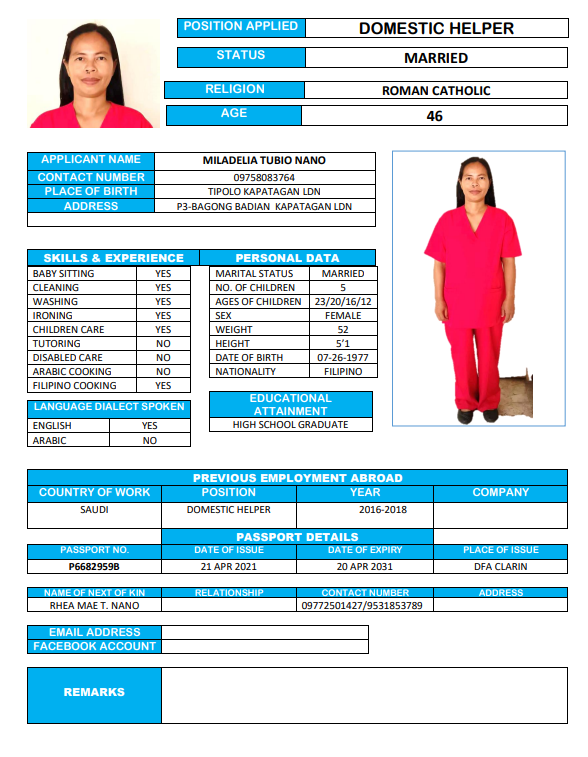 POSITION APPLIED DOMESTIC HELPER
STATUS MARRIED
RELIGION ROMAN CATHOLIC
AGE 46
APPLICANT NAME MILADELIA TUBIO NANO
CONTACT NUMBER 09758083764
PLACE OF BIRTH TIPOLO KAPATAGAN LDN
ADDRESS P3-BAGONG BADIAN KAPATAGAN LDN
SKILLS & EXPERIENCE PERSONAL DATA
BABY SITTING YES MARITAL STATUS MARRIED
CLEANING YES NO. OF CHILDREN 5
WASHING YES AGES OF CHILDREN 23/20/16/12
IRONING YES SEX FEMALE
CHILDREN CARE YES WEIGHT 52
TUTORING NO HEIGHT 5'1
DISABLED CARE NO DATE OF BIRTH 07-26-1977
ARABIC COOKING NO NATIONALITY FILIPINO
FILIPINO COOKING YES
EDUCATIONAL
ATTAINMENT
HIGH SCHOOL GRADUATE
LANGUAGE DIALECT SPOKEN
ENGLISH YES
ARABIC NO
PREVIOUS EMPLOYMENT ABROAD
COUNTRY OF WORK POSITION YEAR COMPANY
SAUDI DOMESTIC HELPER 2016-2018
PASSPORT DETAILS
PASSPORT NO. DATE OF ISSUE DATE OF EXPIRY PLACE OF ISSUE
P6682959B 21 APR 2021 20 APR 2031 DFA CLARIN
NAME OF NEXT OF KIN RELATIONSHIP CONTACT NUMBER ADDRESS
RHEA MAE T. NANO 09772501427/9531853789
EMAIL ADDRESS
FACEBOOK ACCOUNT
REMARKS